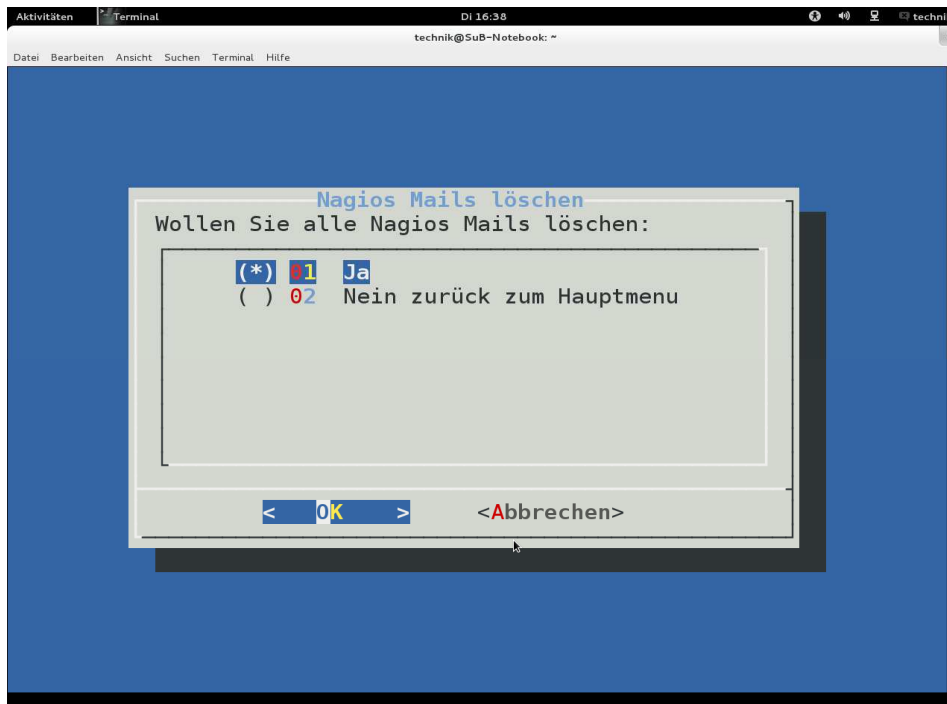 Aktivitäten Terminal Di 16:38 techni
technik@SuB-Notebook: ~
Datei Bearbeiten Ansicht Suchen Terminal Hilfe
Nagios Mails löschen
Wollen Sie alle Nagios Mails löschen:
(*) 01 Ja
( ) 02 Nein zurück zum Hauptmenu
< OK > <Abbrechen>